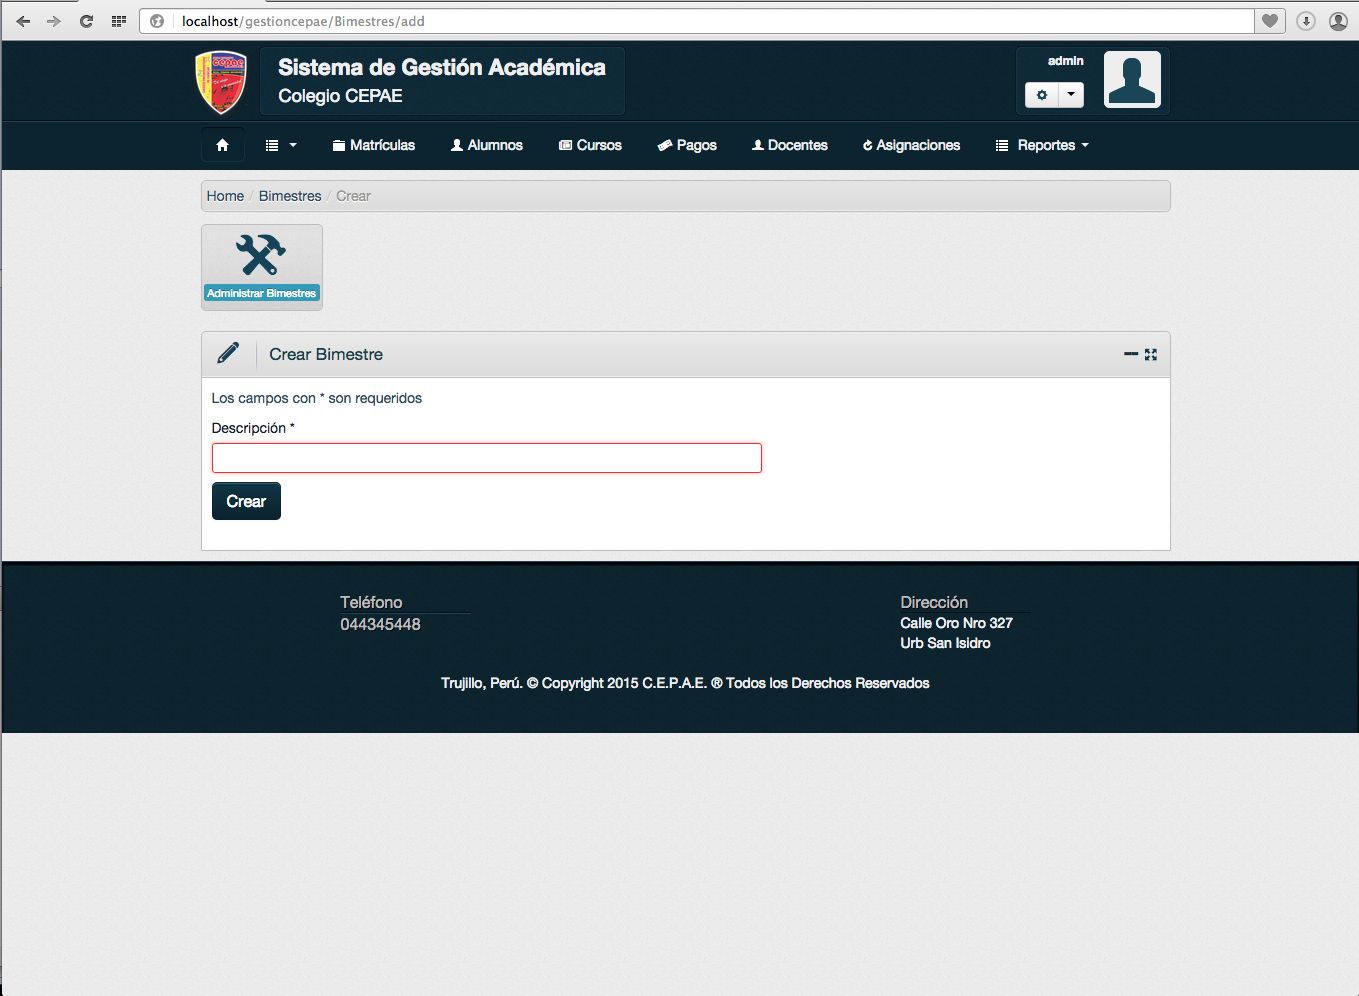 localhost/gestioncepae/Bimestres/add
cepae
Sistema de Gestión Académica
Colegio CEPAE
admin
Matrículas Alumnos Cursos Pagos Docentes Asignaciones Reportes
Home / Bimestres / Crear
Administrar Bimestres
Crear Bimestre
Los campos con * son requeridos
Descripción *
Crear
Teléfono
044345448
Dirección
Calle Oro Nro 327
Urb San Isidro
Trujillo, Perú. © Copyright 2015 C.E.P.A.E. ® Todos los Derechos Reservados